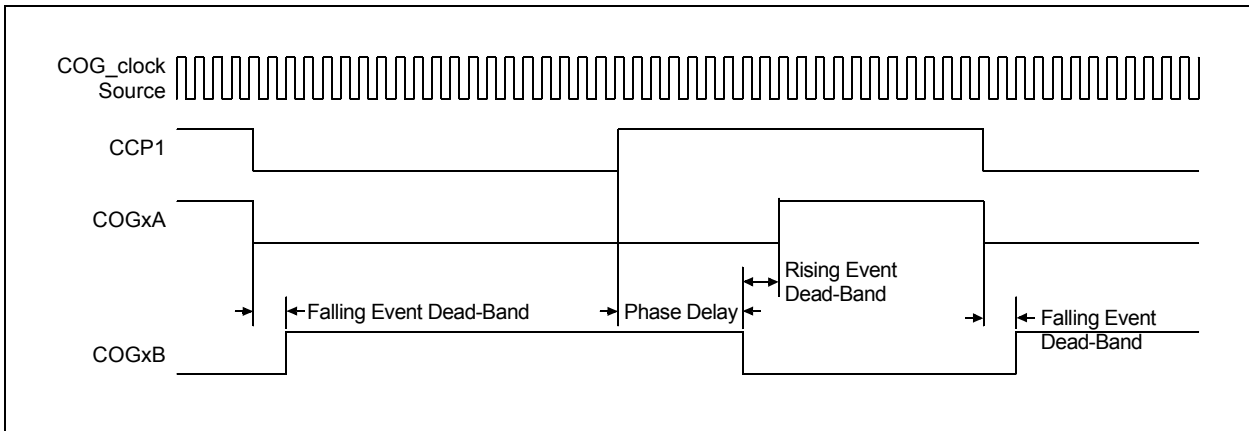 COG_clock
Source
CCP1
COGxA
Rising Event
Dead-Band
Falling Event Dead-Band
Phase Delay
Falling Event
Dead-Band
COGxB